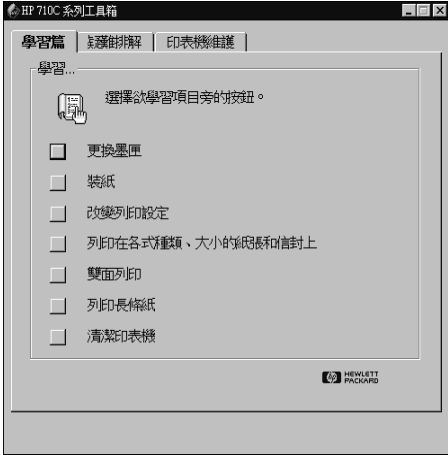 HP 710C 系列工具箱
學習篇
疑難排解
印表機維護
學習...
選擇欲學習項目旁的按鈕。
更換墨匣
裝紙
改變列印設定
列印在各式種類、大小的紙張和信封上
雙面列印
列印長條紙
清潔印表機
HEWLETT
PACKARD